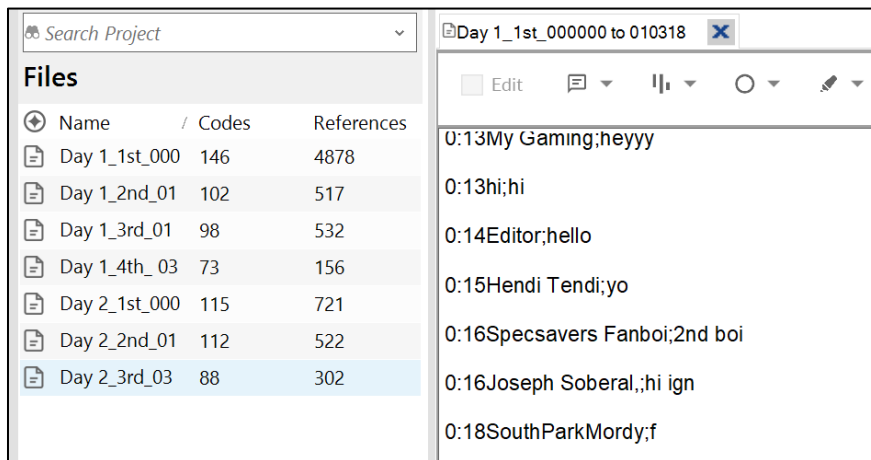 Search Project
Files
Name / Codes References
Day 1_1st_000 146 4878
Day 1_2nd_01 102 517
Day 1_3rd_01 98 532
Day 1_4th_ 03 73 156
Day 2_1st_000 115 721
Day 2_2nd_01 112 522
Day 2_3rd_03 88 302
Day 1_1st_000000 to 010318
Edit
0:13My Gaming;heyyy
0:13hi;hi
0:14Editor;hello
0:15Hendi Tendi;yo
0:16Specsavers Fanboi;2nd boi
0:16Joseph Soberal,;hi ign
0:18SouthParkMordy;f